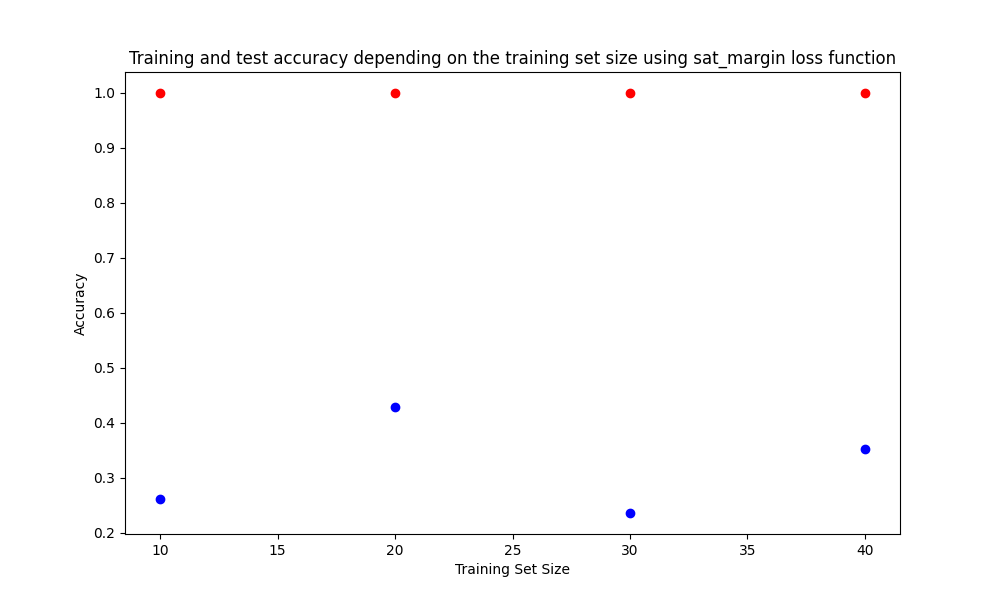 Training and test accuracy depending on the training set size using sat_margin loss function
1.0
0.9
0.8
0.7
0.6
0.5
0.4
0.3
0.2
Accuracy
10 15 20 25 30 35 40
Training Set Size